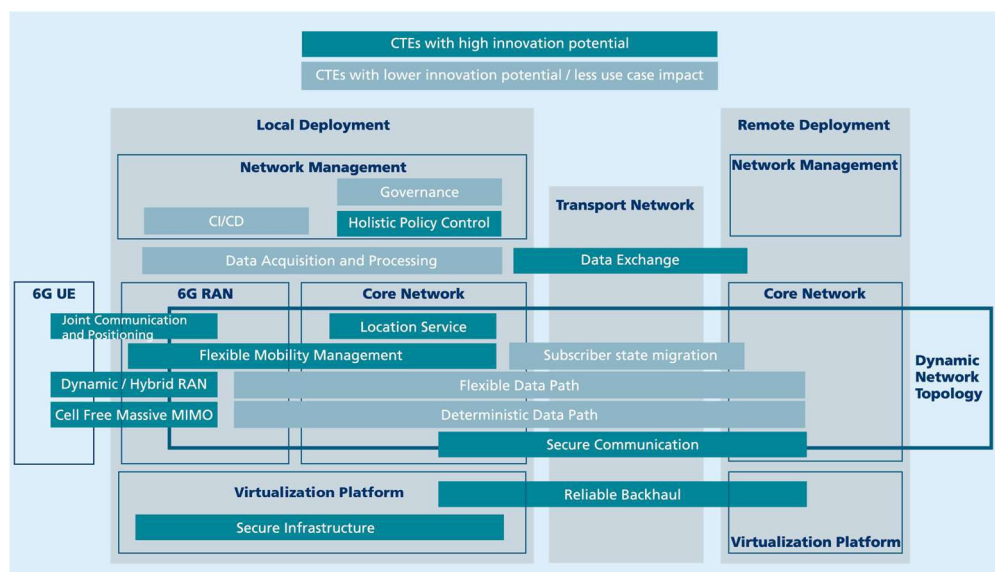 CTEs with high innovation potential
CTEs with lower innovation potential / less use case impact
Local Deployment
Remote Deployment
Network Management
Network Management
Governance
CI/CD
Holistic Policy Control
Transport Network
Data Acquisition and Processing
Data Exchange
6G UE
6G RAN
Core Network
Core Network
Joint Communication
and Positioning
Location Service
Flexible Mobility Management
Subscriber state migration
Dynamic
Network
Topology
Dynamic / Hybrid RAN
Flexible Data Path
Cell Free Massive MIMO
Deterministic Data Path
Secure Communication
Virtualization Platform
Reliable Backhaul
Secure Infrastructure
Virtualization Platform